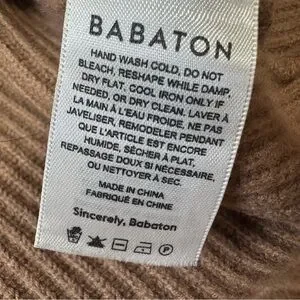 BABATON
HAND WASH COLD, DO NOT
BLEACH, RESHAPE WHILE DAMP,
DRY FLAT, COOL IRON ONLY IF
NEEDED, OR DRY CLEAN. LAVER À
LA MAIN À L'EAU FROIDE. NE PAS
JAVELISER, REMODELER PENDANT
QUE L'ARTICLE EST ENCORE
HUMIDE, SÉCHER À PLAT,
REPASSAGE DOUX SI NÉCESSAIRE,
OU NETTOYER À SEC.
MADE IN CHINA
FABRIQUÉ EN CHINE
Sincerely, Babaton
P